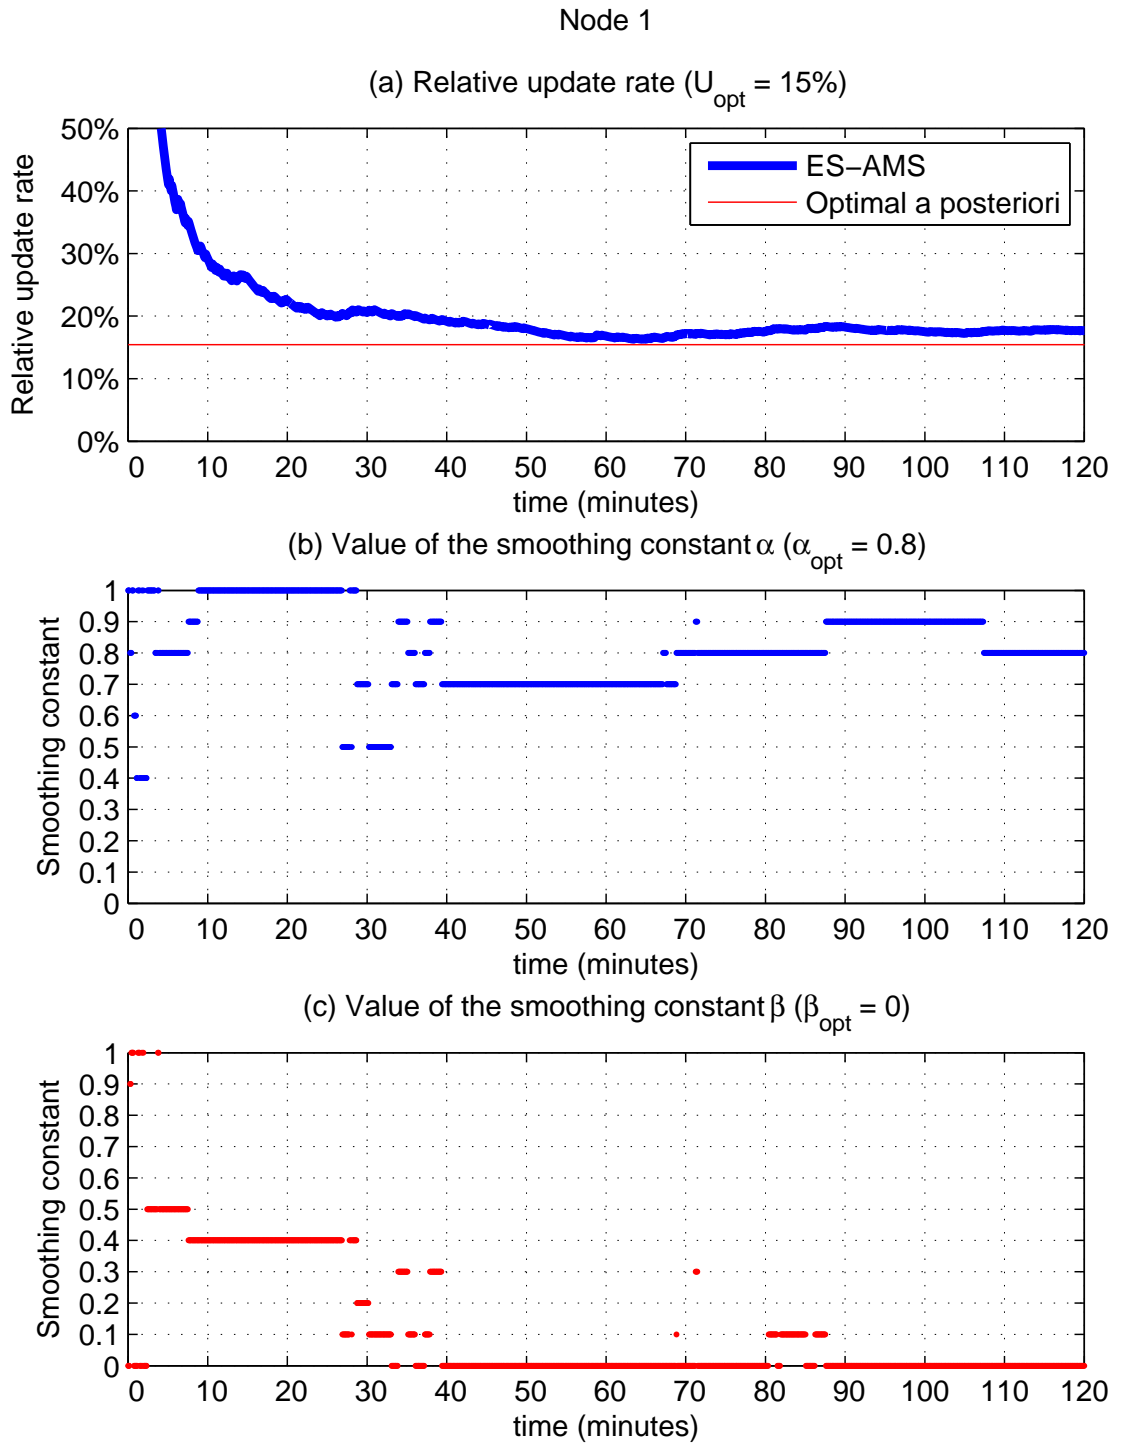 Node 1
(a) Relative update rate (U_opt = 15%)
50%
40%
30%
20%
10%
0%
Relative update rate
ES−AMS
Optimal a posteriori
0 10 20 30 40 50 60 70 80 90 100 110 120
time (minutes)
(b) Value of the smoothing constant α (α_opt = 0.8)
1
0.9
0.8
0.7
0.6
0.5
0.4
0.3
0.2
0.1
0
Smoothing constant
0 10 20 30 40 50 60 70 80 90 100 110 120
time (minutes)
(c) Value of the smoothing constant β (β_opt = 0)
1
0.9
0.8
0.7
0.6
0.5
0.4
0.3
0.2
0.1
0
Smoothing constant
0 10 20 30 40 50 60 70 80 90 100 110 120
time (minutes)